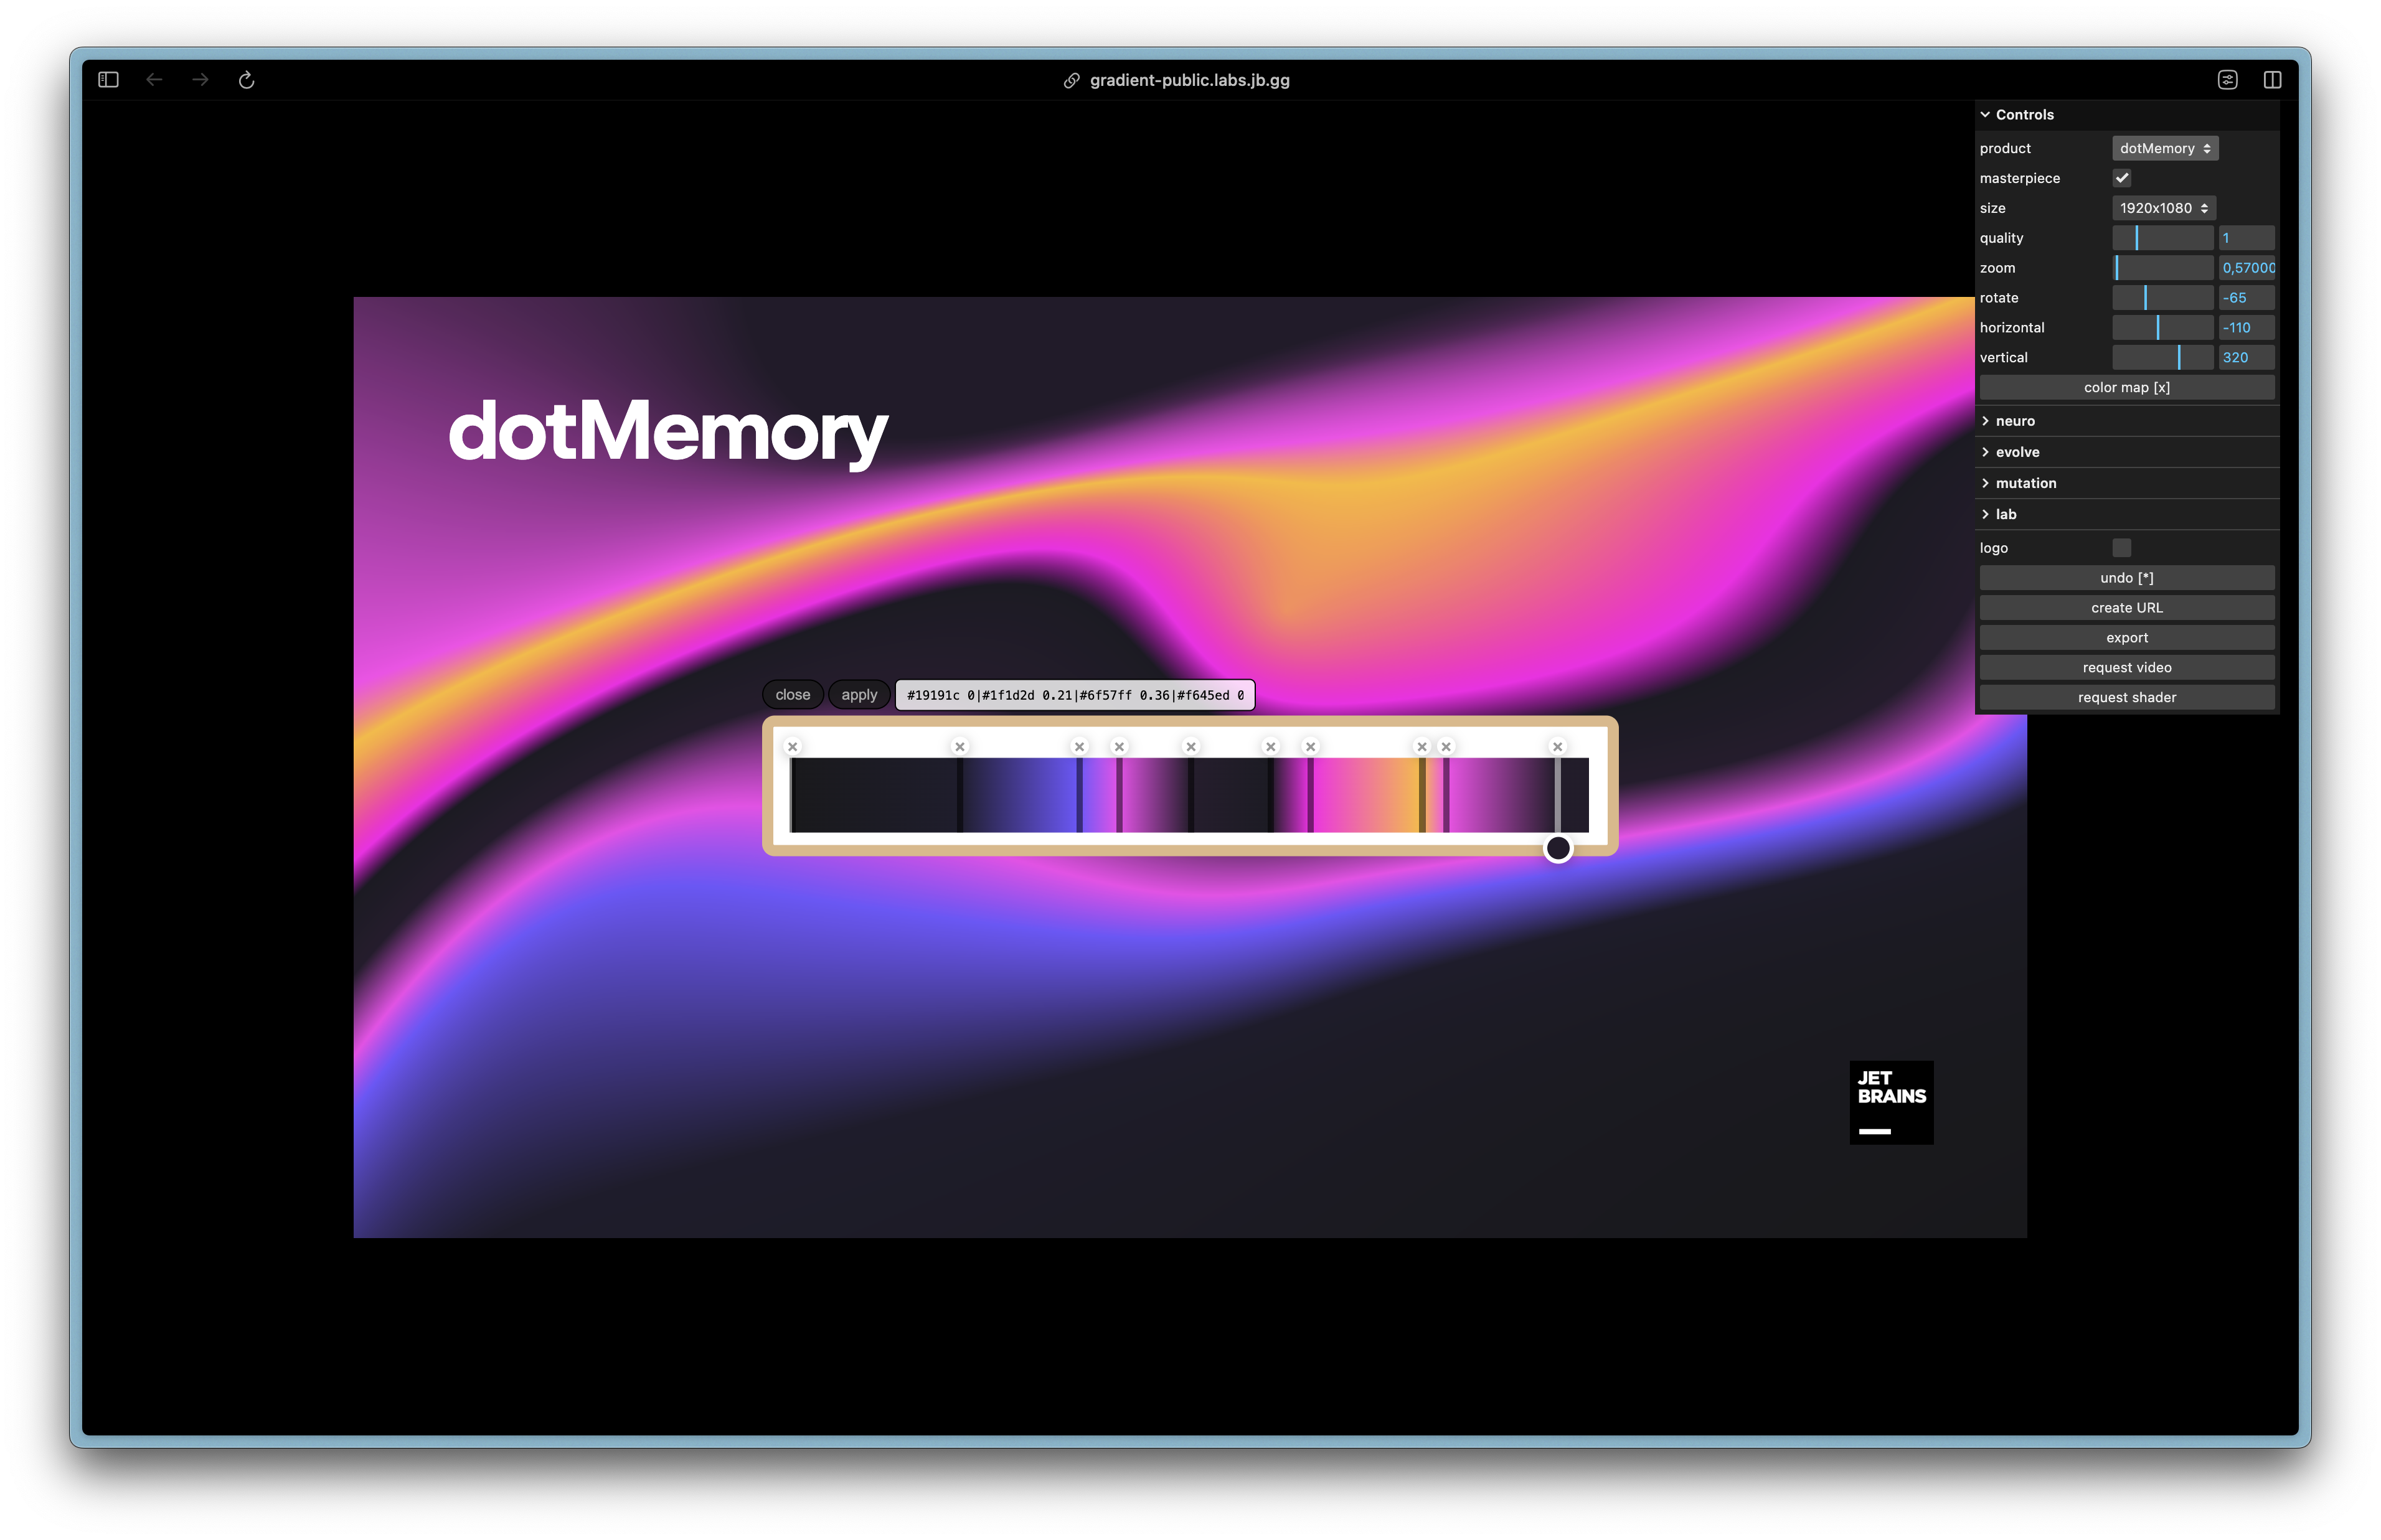 gradient-public.labs.jb.gg
Controls
product dotMemory
masterpiece
size 1920x1080
quality 1
zoom 0,57000
rotate -65
horizontal -110
vertical 320
color map [x]
neuro
evolve
mutation
lab
logo
undo [*]
create URL
export
request video
request shader
dotMemory
close apply #19191c 0|#1f1d2d 0.21|#6f57ff 0.36|#f645ed 0
JET
BRAINS